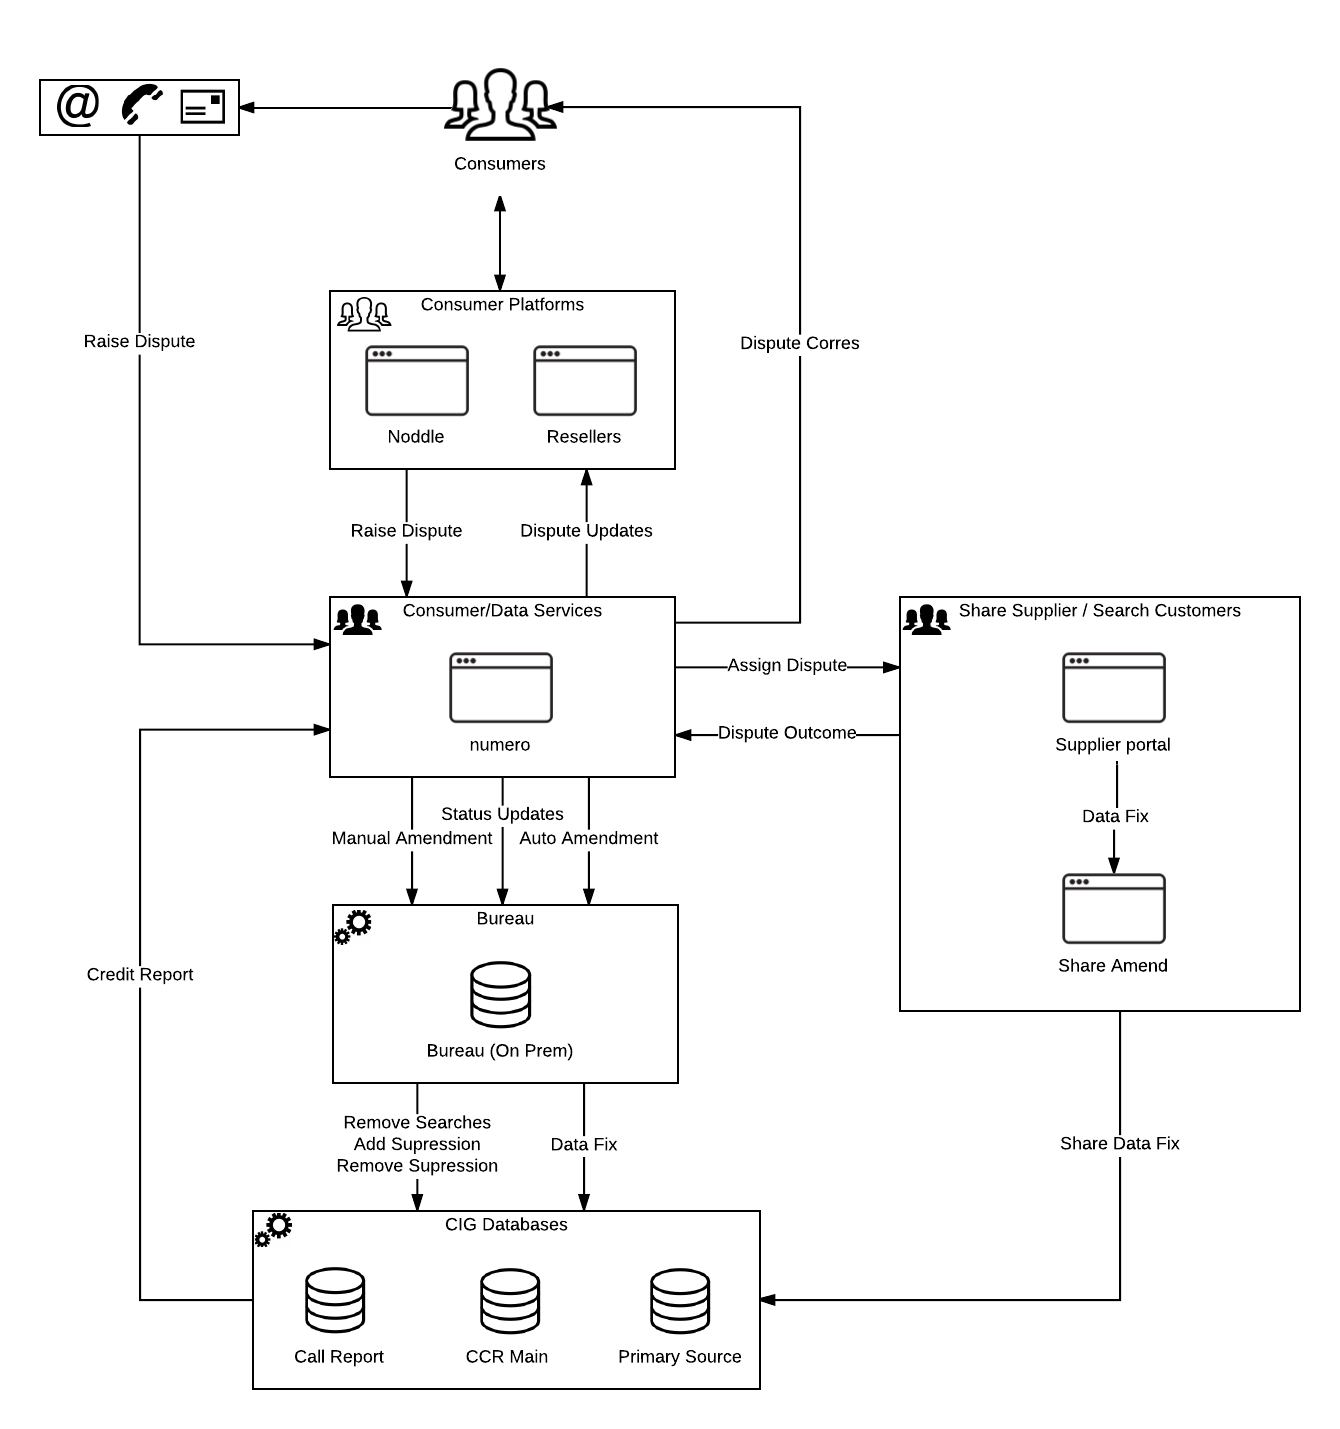 @
Consumers
Raise Dispute
Dispute Corres
Consumer Platforms
Noddle
Resellers
Raise Dispute
Dispute Updates
Consumer/Data Services
numero
Assign Dispute
Dispute Outcome
Share Supplier / Search Customers
Supplier portal
Data Fix
Share Amend
Status Updates
Manual Amendment
Auto Amendment
Bureau
Bureau (On Prem)
Credit Report
Remove Searches
Add Supression
Remove Supression
Data Fix
Share Data Fix
CIG Databases
Call Report
CCR Main
Primary Source